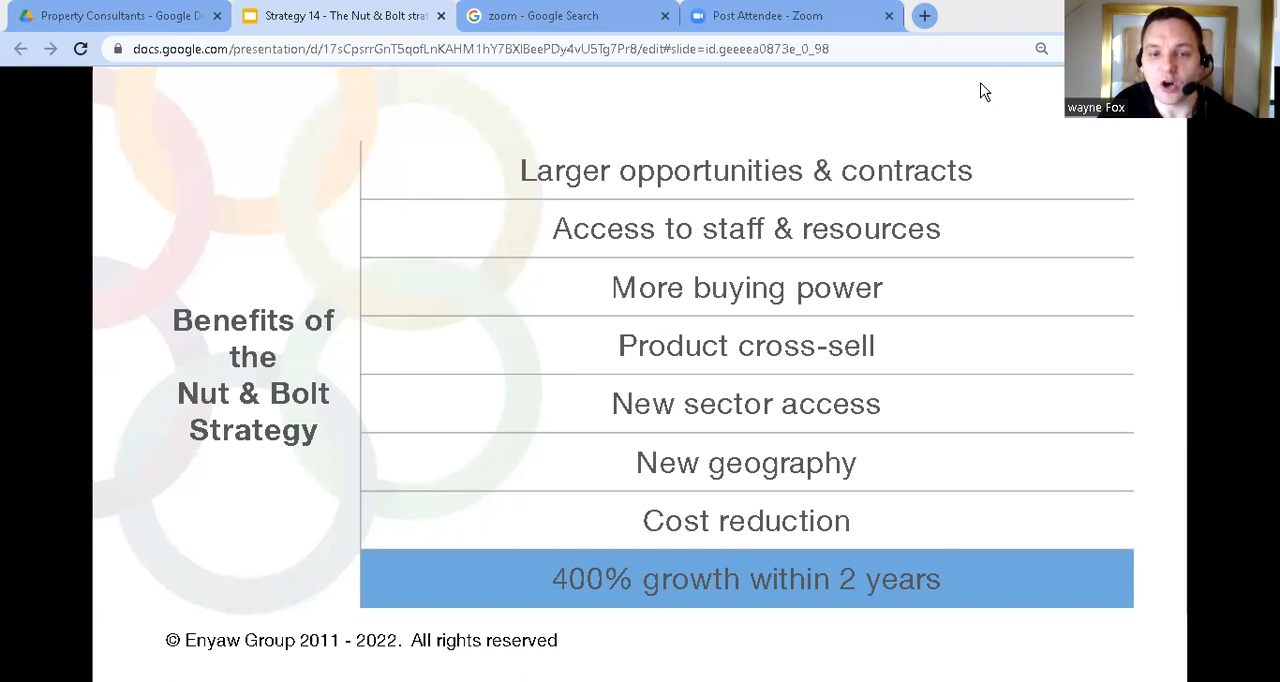 Property Consultants - Google D
Strategy 14 - The Nut & Bolt strat
zoom - Google Search
Post Attendee - Zoom
docs.google.com/presentation/d/17sCpsrrGnT5qofLnKAHM1hY7BXlBeePDy4vUSTg7Pr8/edit#slide=id.geeeea0873e_0_98
wayne Fox
Larger opportunities & contracts
Access to staff & resources
More buying power
Product cross-sell
New sector access
New geography
Cost reduction
400% growth within 2 years
Benefits of
the
Nut & Bolt
Strategy
© Enyaw Group 2011 - 2022. All rights reserved